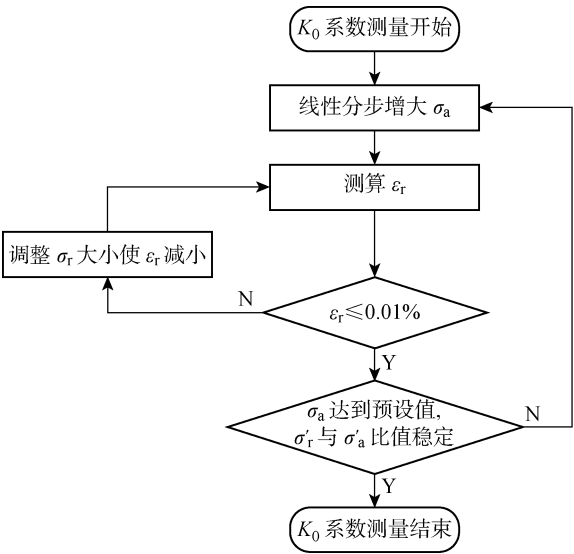 K₀ 系数测量开始
线性分步增大 σₐ
测算 εᵣ
调整 σᵣ 大小使 εᵣ 减小
εᵣ≤0.01%
N
Y
σₐ 达到预设值,
σ′ᵣ 与 σ′ₐ 比值稳定
N
Y
K₀ 系数测量结束